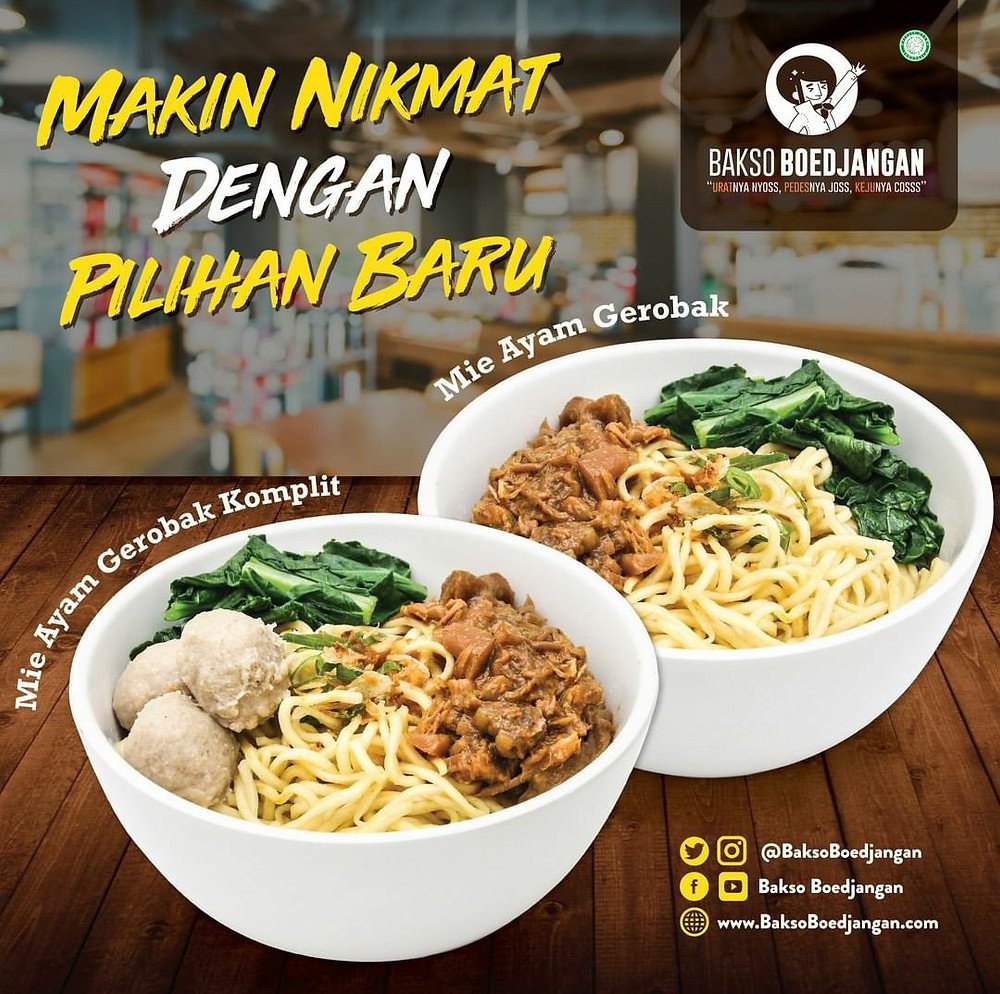 MAKIN NIKMAT
DENGAN
PILIHAN BARU
BAKSO BOEDJANGAN
"URATNYA NYOSS, PEDESNYA JOSS, KEJUNYA COSSS"
Mie Ayam Gerobak
Mie Ayam Gerobak Komplit
@BaksoBoedjangan
Bakso Boedjangan
www.BaksoBoedjangan.com